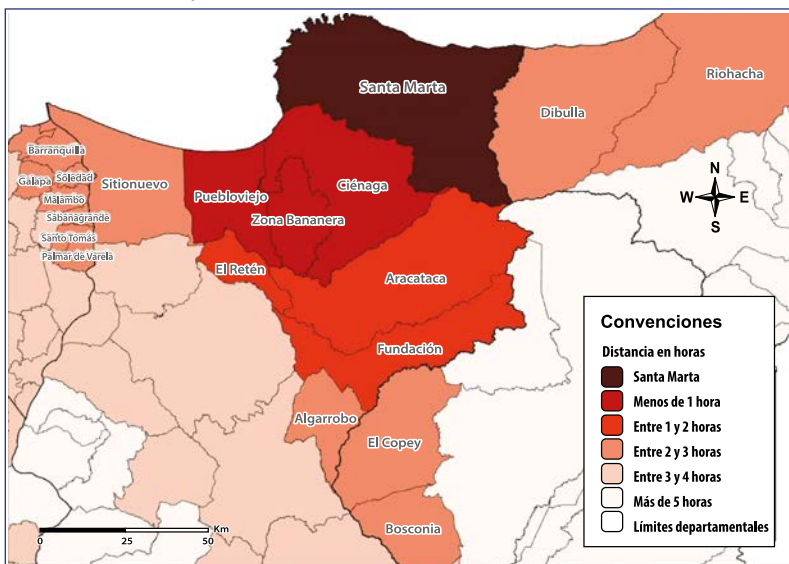 Santa Marta
Riohacha
Dibulla
Barranquilla
Galapa
Soledad
Sitionuevo
Malambo
Sabanagrande
Santo Tomás
Palmar de Varela
Puebloviejo
Ciénaga
Zona Bananera
El Retén
Aracataca
Fundación
Algarrobo
El Copey
Bosconia
N
W E
S
Convenciones
Distancia en horas
Santa Marta
Menos de 1 hora
Entre 1 y 2 horas
Entre 2 y 3 horas
Entre 3 y 4 horas
Más de 5 horas
Límites departamentales
Km
0 25 50